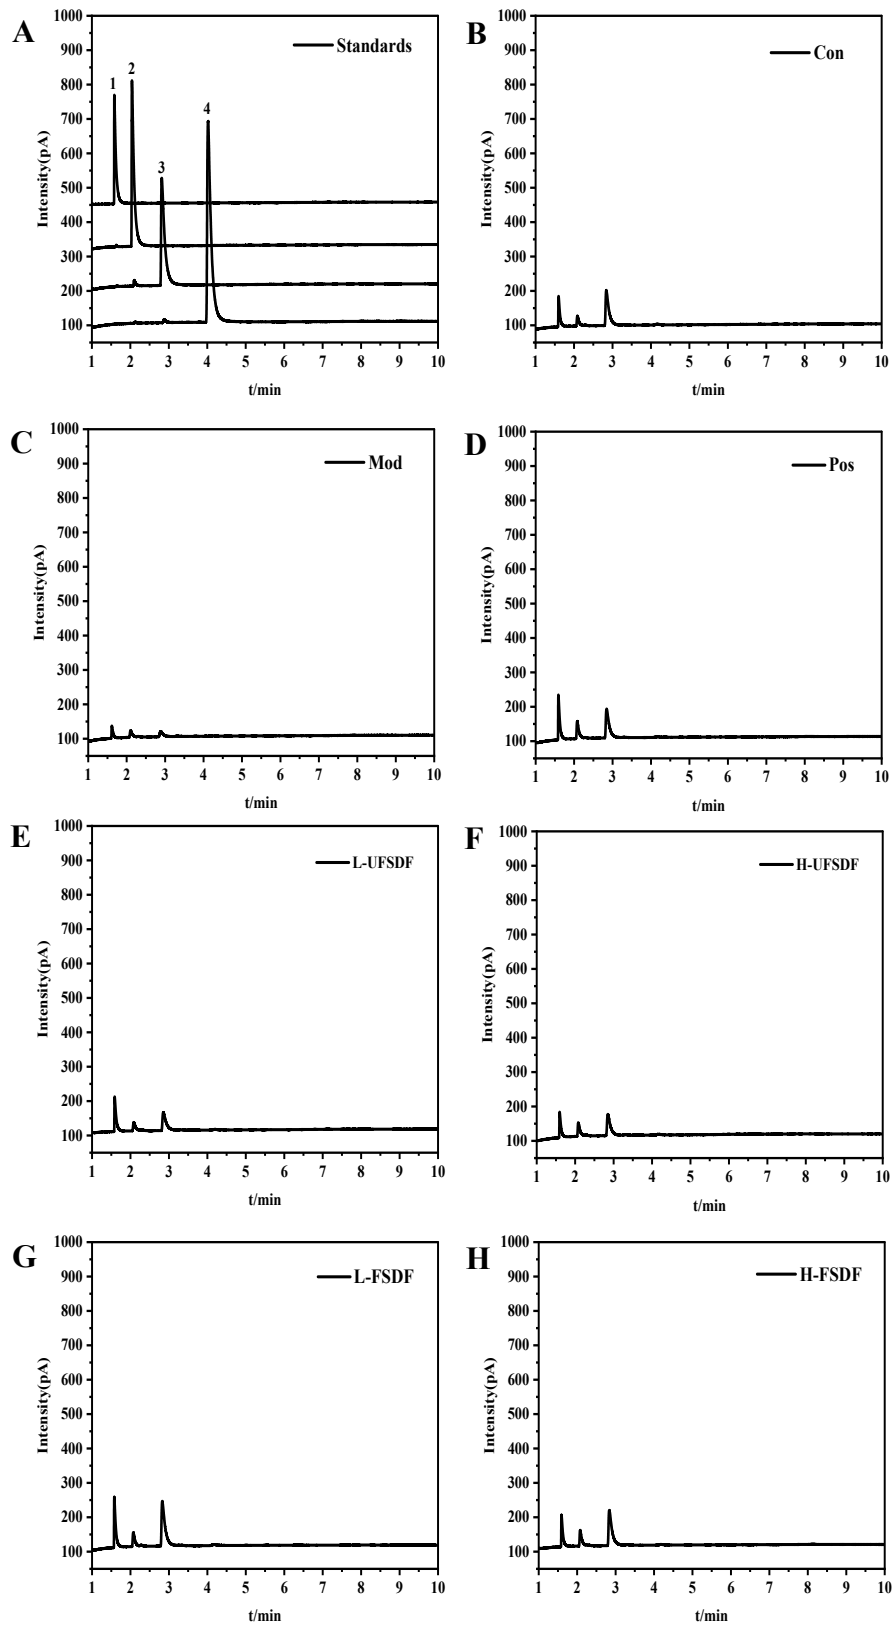 A
Standards
1
2
3
4
1000
900
800
700
600
500
400
300
200
100
Intensity(pA)
1 2 3 4 5 6 7 8 9 10
t/min
B
Con
1000
900
800
700
600
500
400
300
200
100
Intensity(pA)
1 2 3 4 5 6 7 8 9 10
t/min
C
Mod
1000
900
800
700
600
500
400
300
200
100
Intensity(pA)
1 2 3 4 5 6 7 8 9 10
t/min
D
Pos
1000
900
800
700
600
500
400
300
200
100
Intensity(pA)
1 2 3 4 5 6 7 8 9 10
t/min
E
L-UFSDF
1000
900
800
700
600
500
400
300
200
100
Intensity(pA)
1 2 3 4 5 6 7 8 9 10
t/min
F
H-UFSDF
1000
900
800
700
600
500
400
300
200
100
Intensity(pA)
1 2 3 4 5 6 7 8 9 10
t/min
G
L-FSDF
1000
900
800
700
600
500
400
300
200
100
Intensity(pA)
1 2 3 4 5 6 7 8 9 10
t/min
H
H-FSDF
1000
900
800
700
600
500
400
300
200
100
Intensity(pA)
1 2 3 4 5 6 7 8 9 10
t/min